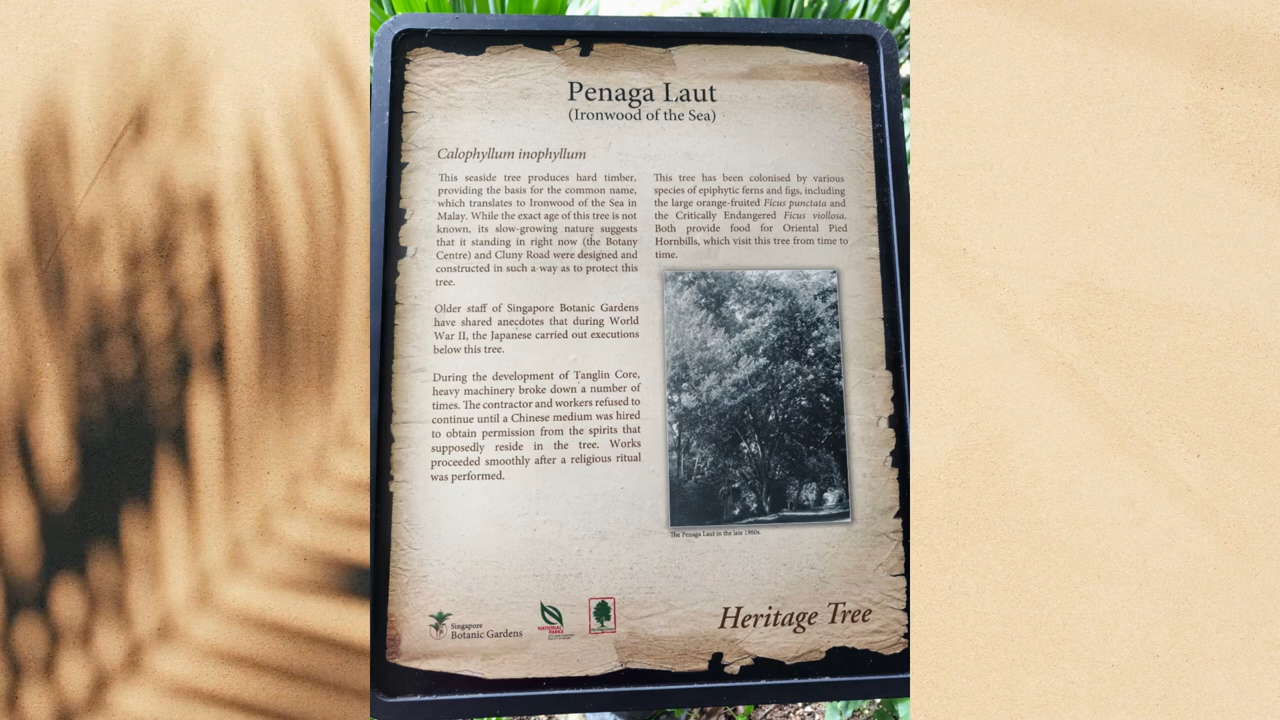 Penaga Laut
(Ironwood of the Sea)
Calophyllum inophyllum
This seaside tree produces hard timber,
providing the basis for the common name,
which translates to Ironwood of the Sea in
Malay. While the exact age of this tree is not
known, its slow-growing nature suggests
that it standing in right now (the Botany
Centre) and Cluny Road were designed and
constructed in such a way as to protect this
tree.
Older staff of Singapore Botanic Gardens
have shared anecdotes that during World
War II, the Japanese carried out executions
below this tree.
During the development of Tanglin Core,
heavy machinery broke down a number of
times. The contractor and workers refused to
continue until a Chinese medium was hired
to obtain permission from the spirits that
supposedly reside in the tree. Works
proceeded smoothly after a religious ritual
was performed.
This tree has been colonised by various
species of epiphytic ferns and figs, including
the large orange-fruited Ficus punctata and
the Critically Endangered Ficus viollosa.
Both provide food for Oriental Pied
Hornbills, which visit this tree from time to
time.
The Penaga Laut in the late 1960s.
Singapore
Botanic Gardens
NATIONAL
PARKS
Heritage Tree